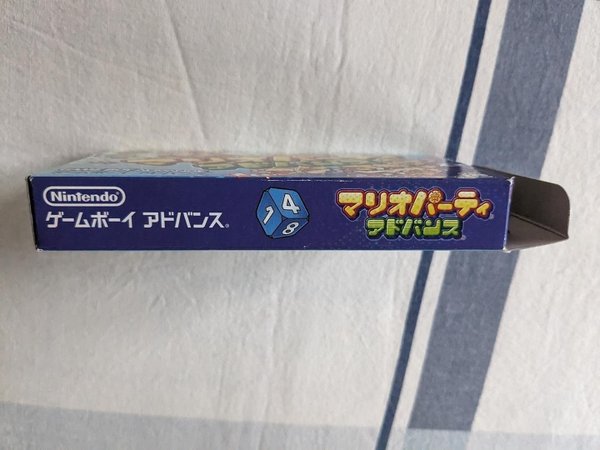 Nintendo
ゲームボーイ アドバンス®
4
1
8
マリオパーティ
アドバンス